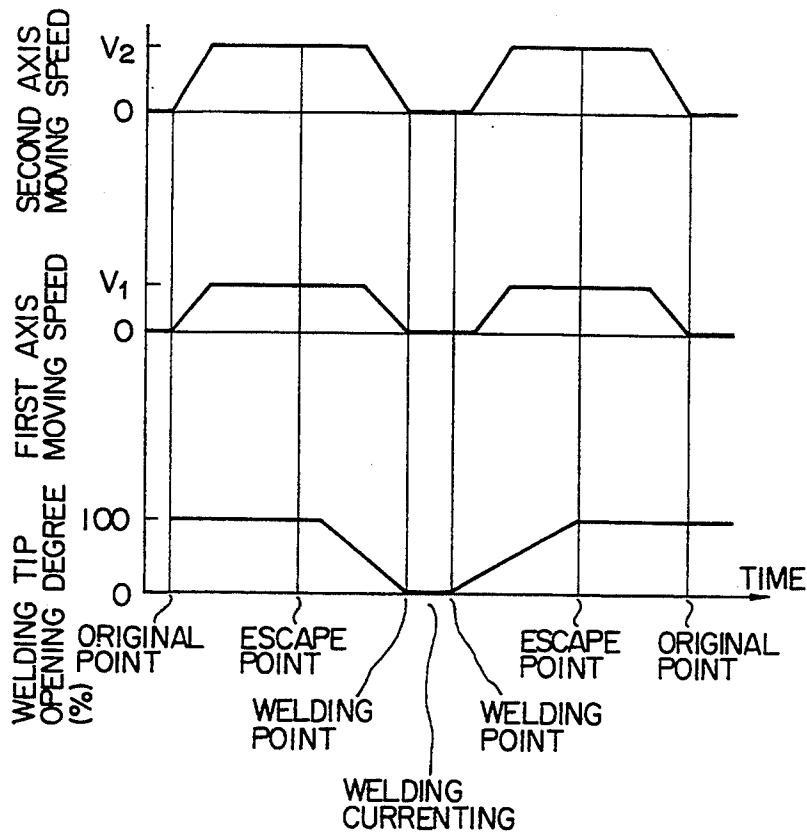 SECOND AXIS
MOVING SPEED
V2
0
FIRST AXIS
MOVING SPEED
V1
0
WELDING TIP
OPENING DEGREE
(%)
100
0
TIME
ORIGINAL
POINT
ESCAPE
POINT
WELDING
POINT
WELDING
CURRENTING
WELDING
POINT
ESCAPE
POINT
ORIGINAL
POINT